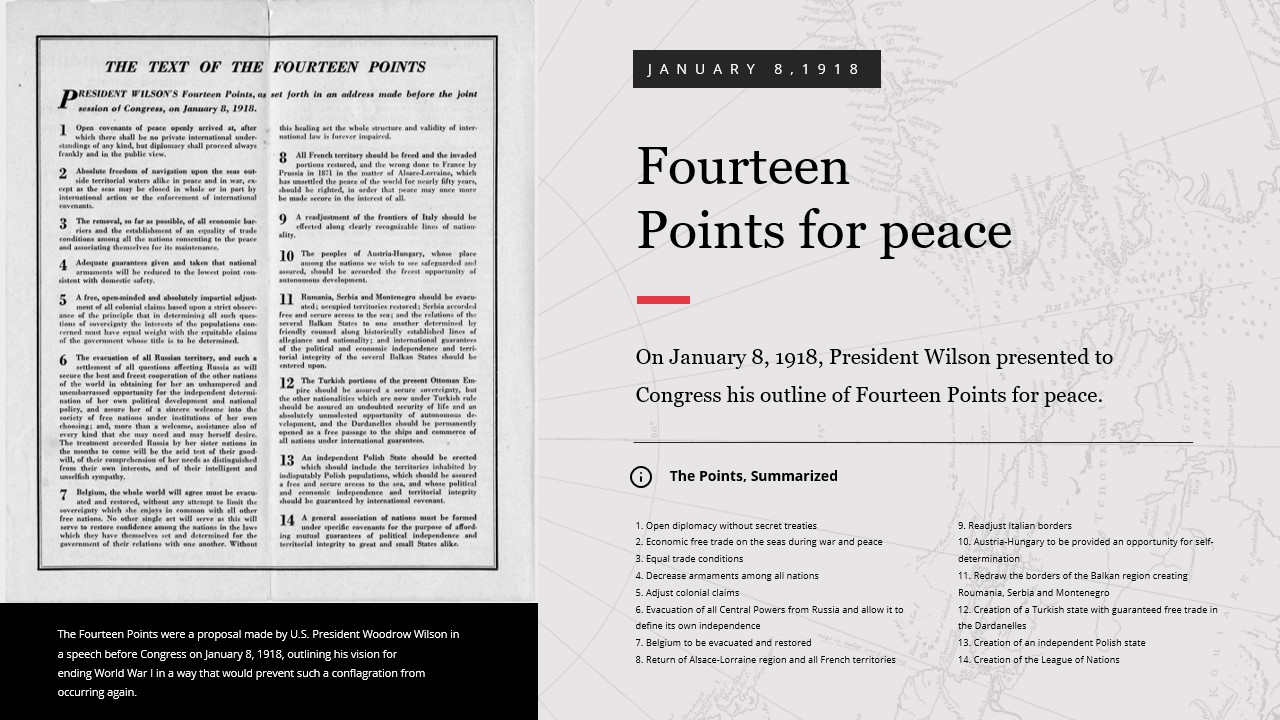 THE TEXT OF THE FOURTEEN POINTS
PRESIDENT WILSON'S Fourteen Points, as set forth in an address made before the joint
session of Congress, on January 8, 1918.
1 Open covenants of peace openly arrived at, after
which there shall be no private international under-
standings of any kind, but diplomacy shall proceed always
frankly and in the public view.
2 Absolute freedom of navigation upon the seas out-
side territorial waters alike in peace and in war, ex-
cept as the seas may be closed in whole or in part by
international action or the enforcement of international
covenants.
3 The removal, so far as possible, of all economic bar-
riers and the establishment of an equality of trade
conditions among all the nations consenting to the peace
and associating themselves for its maintenance.
4 Adequate guarantees given and taken that national
armaments will be reduced to the lowest point con-
sistent with domestic safety.
5 A free, open-minded and absolutely impartial adjust-
ment of all colonial claims based upon a strict observ-
ance of the principle that in determining all such ques-
tions of sovereignty the interests of the populations con-
cerned must have equal weight with the equitable claims
of the government whose title is to be determined.
6 The evacuation of all Russian territory, and such a
settlement of all questions affecting Russia as will
secure the best and freest cooperation of the other nations
of the world in obtaining for her an unhampered and
unembarrassed opportunity for the independent determi-
nation of her own political development and national
policy, and assure her of a sincere welcome into the
society of free nations under institutions of her own
choosing; and, more than a welcome, assistance also of
every kind that she may need and may herself desire.
The treatment accorded Russia by her sister nations in
the months to come will be the acid test of their good-
will, of their comprehension of her needs as distinguished
from their own interests, and of their intelligent and
unselfish sympathy.
7 Belgium, the whole world will agree must be evacu-
ated and restored, without any attempt to limit the
sovereignty which she enjoys in common with all other
free nations. No other single act will serve as this will
serve to restore confidence among the nations in the laws
which they have themselves set and determined for the
government of their relations with one another. Without
this healing act the whole structure and validity of inter-
national law is forever impaired.
8 All French territory should be freed and the invaded
portions restored, and the wrong done to France by
Prussia in 1871 in the matter of Alsace-Lorraine, which
has unsettled the peace of the world for nearly fifty years,
should be righted, in order that peace may once more
be made secure in the interest of all.
9 A readjustment of the frontiers of Italy should be
effected along clearly recognizable lines of nation-
ality.
10 The peoples of Austria-Hungary, whose place
among the nations we wish to see safeguarded and
assured, should be accorded the freest opportunity of
autonomous development.
11 Rumania, Serbia and Montenegro should be evacu-
ated; occupied territories restored; Serbia accorded
free and secure access to the sea; and the relations of the
several Balkan States to one another determined by
friendly counsel along historically established lines of
allegiance and nationality; and international guarantees
of the political and economic independence and terri-
torial integrity of the several Balkan States should be
entered upon.
12 The Turkish portions of the present Ottoman Em-
pire should be assured a secure sovereignty, but
the other nationalities which are now under Turkish rule
should be assured an undoubted security of life and an
absolutely unmolested opportunity of autonomous de-
velopment, and the Dardanelles should be permanently
opened as a free passage to the ships and commerce of
all nations under international guarantees.
13 An independent Polish State should be erected
which should include the territories inhabited by
indisputably Polish populations, which should be assured
a free and secure access to the sea, and whose political
and economic independence and territorial integrity
should be guaranteed by international covenant.
14 A general association of nations must be formed
under specific covenants for the purpose of afford-
ing mutual guarantees of political independence and
territorial integrity to great and small States alike.
The Fourteen Points were a proposal made by U.S. President Woodrow Wilson in
a speech before Congress on January 8, 1918, outlining his vision for
ending World War I in a way that would prevent such a conflagration from
occurring again.
JANUARY 8,1918
Fourteen
Points for peace
On January 8, 1918, President Wilson presented to
Congress his outline of Fourteen Points for peace.
The Points, Summarized
1. Open diplomacy without secret treaties
2. Economic free trade on the seas during war and peace
3. Equal trade conditions
4. Decrease armaments among all nations
5. Adjust colonial claims
6. Evacuation of all Central Powers from Russia and allow it to
define its own independence
7. Belgium to be evacuated and restored
8. Return of Alsace-Lorraine region and all French territories
9. Readjust Italian borders
10. Austria-Hungary to be provided an opportunity for self-
determination
11. Redraw the borders of the Balkan region creating
Roumania, Serbia and Montenegro
12. Creation of a Turkish state with guaranteed free trade in
the Dardanelles
13. Creation of an independent Polish state
14. Creation of the League of Nations